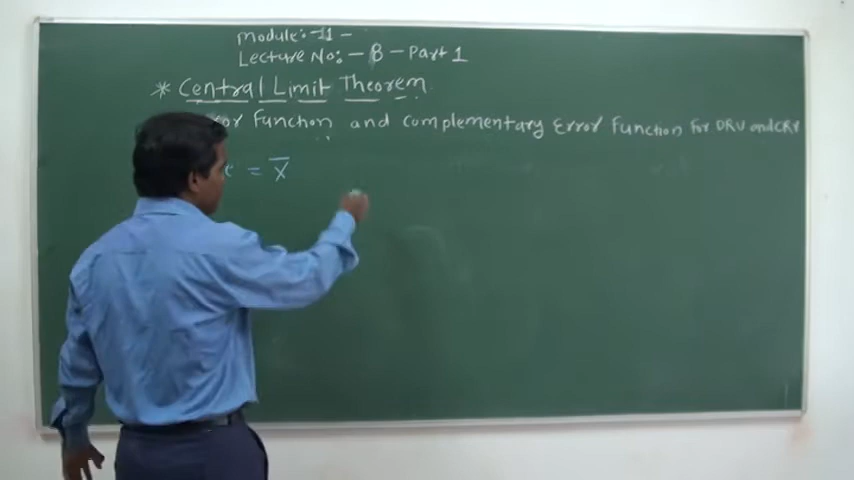 Module:-11-
Lecture No:- 8 - Part 1
* Central Limit Theorem
Function and Complementary Error Function For DRV and CRV
= X̅